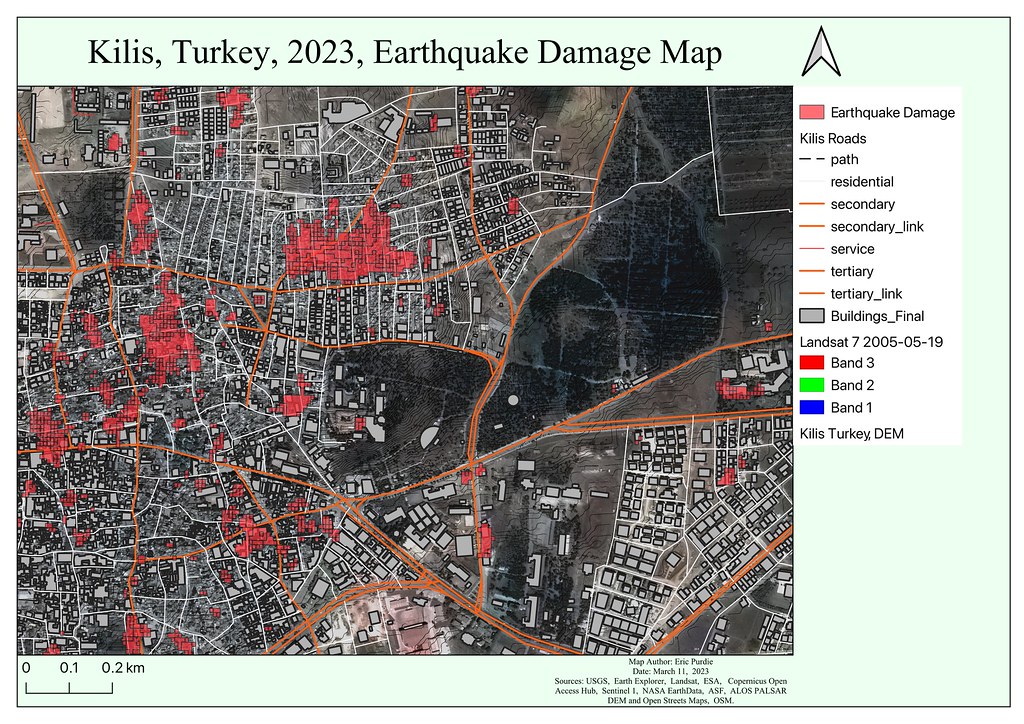 Kilis, Turkey, 2023, Earthquake Damage Map
Earthquake Damage
Kilis Roads
path
residential
secondary
secondary_link
service
tertiary
tertiary_link
Buildings_Final
Landsat 7 2005-05-19
Band 3
Band 2
Band 1
Kilis Turkey, DEM
0 0.1 0.2 km
Map Author: Eric Purdie
Date: March 11, 2023
Sources: USGS, Earth Explorer, Landsat, ESA, Copernicus Open
Access Hub, Sentinel 1, NASA EarthData, ASF, ALOS PALSAR
DEM and Open Streets Maps, OSM.